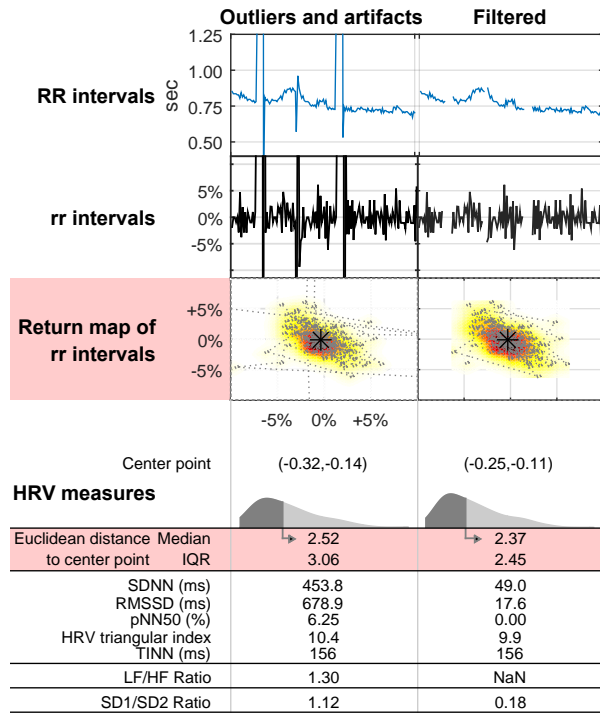 Outliers and artifacts Filtered
1.25
1.00
0.75
0.50
sec
RR intervals
5%
0%
-5%
rr intervals
Return map of
rr intervals
+5%
0%
-5%
-5% 0% +5%
Center point (-0.32,-0.14) (-0.25,-0.11)
HRV measures
Euclidean distance Median 2.52 2.37
to center point IQR 3.06 2.45
SDNN (ms) 453.8 49.0
RMSSD (ms) 678.9 17.6
pNN50 (%) 6.25 0.00
HRV triangular index 10.4 9.9
TINN (ms) 156 156
LF/HF Ratio 1.30 NaN
SD1/SD2 Ratio 1.12 0.18